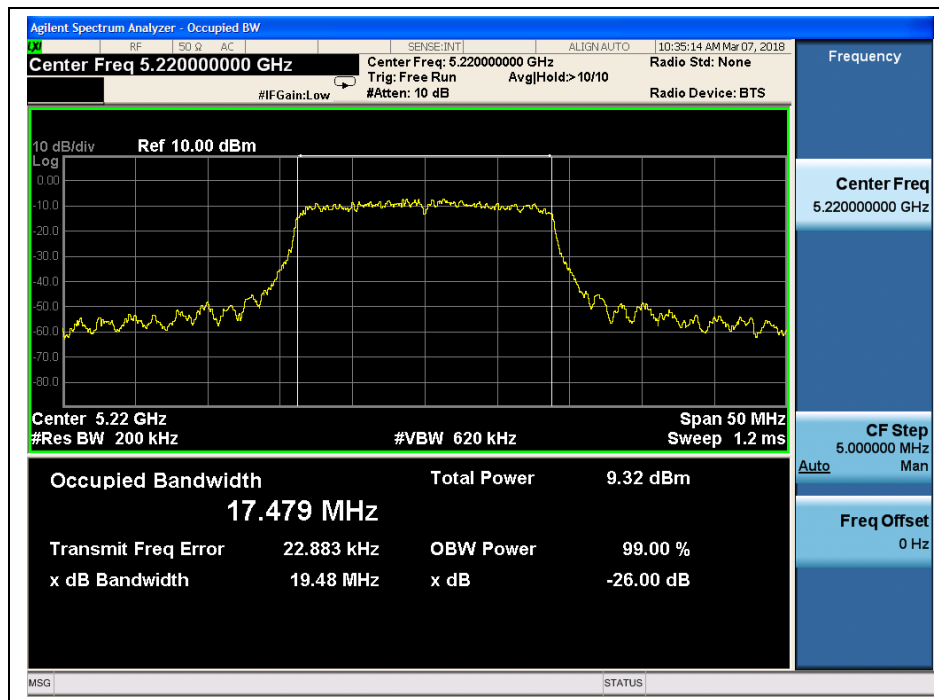 Agilent Spectrum Analyzer - Occupied BW
LXI RF 50 Ω AC SENSE:INT ALIGN AUTO 10:35:14 AM Mar 07, 2018
Center Freq 5.220000000 GHz
Center Freq: 5.220000000 GHz Radio Std: None
Trig: Free Run Avg|Hold:>10/10
#IFGain:Low #Atten: 10 dB Radio Device: BTS
10 dB/div Ref 10.00 dBm
Log
0.00
-10.0
-20.0
-30.0
-40.0
-50.0
-60.0
-70.0
-80.0
Center 5.22 GHz Span 50 MHz
#Res BW 200 kHz #VBW 620 kHz Sweep 1.2 ms
Occupied Bandwidth Total Power 9.32 dBm
17.479 MHz
Transmit Freq Error 22.883 kHz OBW Power 99.00 %
x dB Bandwidth 19.48 MHz x dB -26.00 dB
Frequency
Center Freq
5.220000000 GHz
CF Step
5.000000 MHz
Auto Man
Freq Offset
0 Hz
MSG STATUS